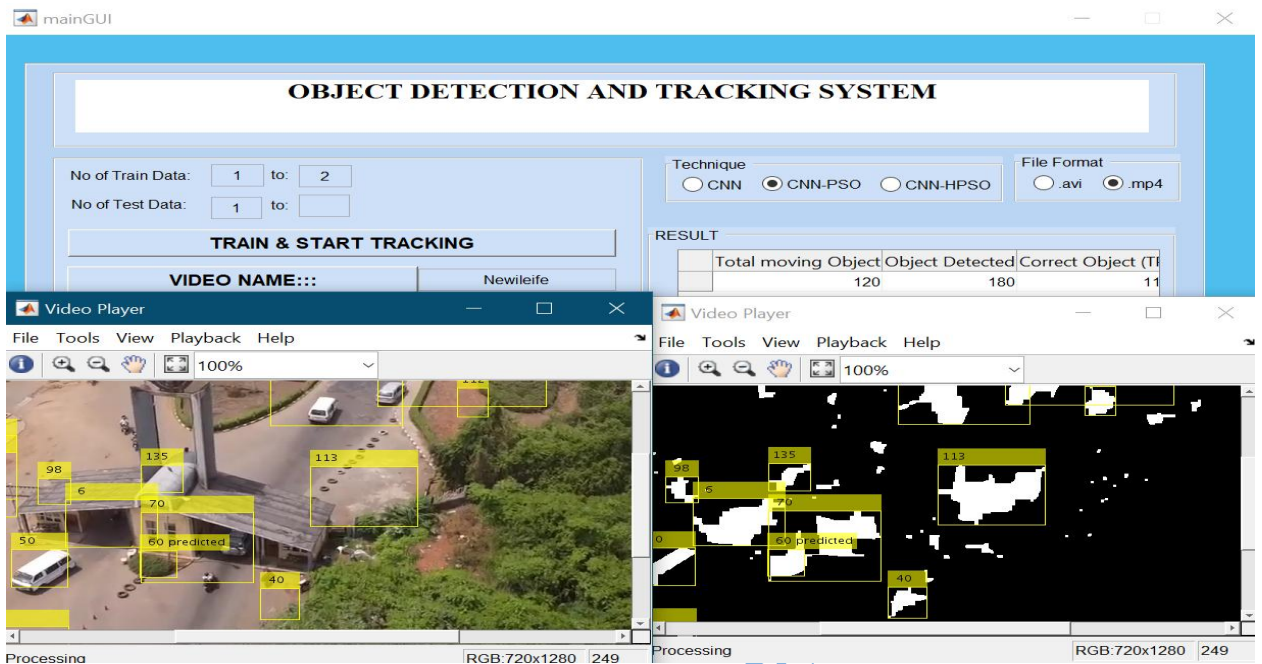 mainGUI
OBJECT DETECTION AND TRACKING SYSTEM
No of Train Data: 1 to: 2
No of Test Data: 1 to:
TRAIN & START TRACKING
VIDEO NAME::: Newileife
Technique
CNN CNN-PSO CNN-HPSO
File Format
.avi .mp4
RESULT
Total moving Object Object Detected Correct Object (TF
120 180 11
Video Player
File Tools View Playback Help
100%
112
135
113
98
6
70
50
60 predicted
40
Processing RGB:720x1280 249
Video Player
File Tools View Playback Help
100%
135
113
98
6
70
0
60 predicted
40
Processing RGB:720x1280 249